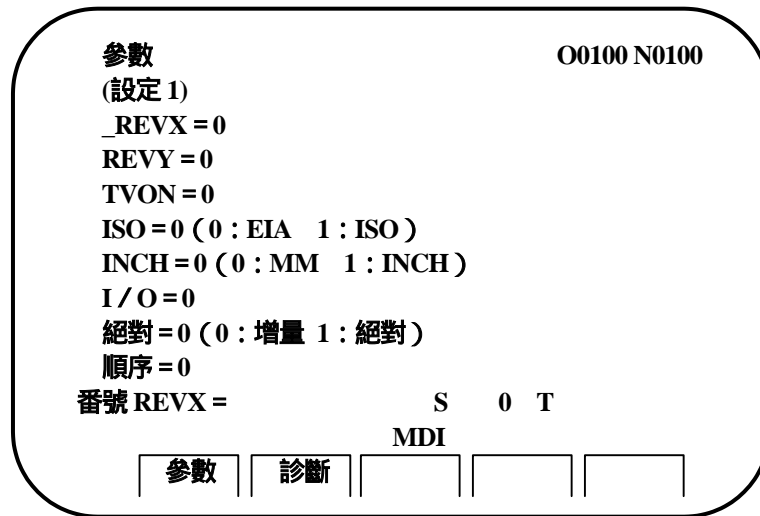 參數 O0100 N0100
(設定 1)
_REVX = 0
REVY = 0
TVON = 0
ISO = 0（0：EIA 1：ISO）
INCH = 0（0：MM 1：INCH）
I／O = 0
絕對 = 0（0：增量 1：絕對）
順序 = 0
番號 REVX = S 0 T
MDI
參數 診斷